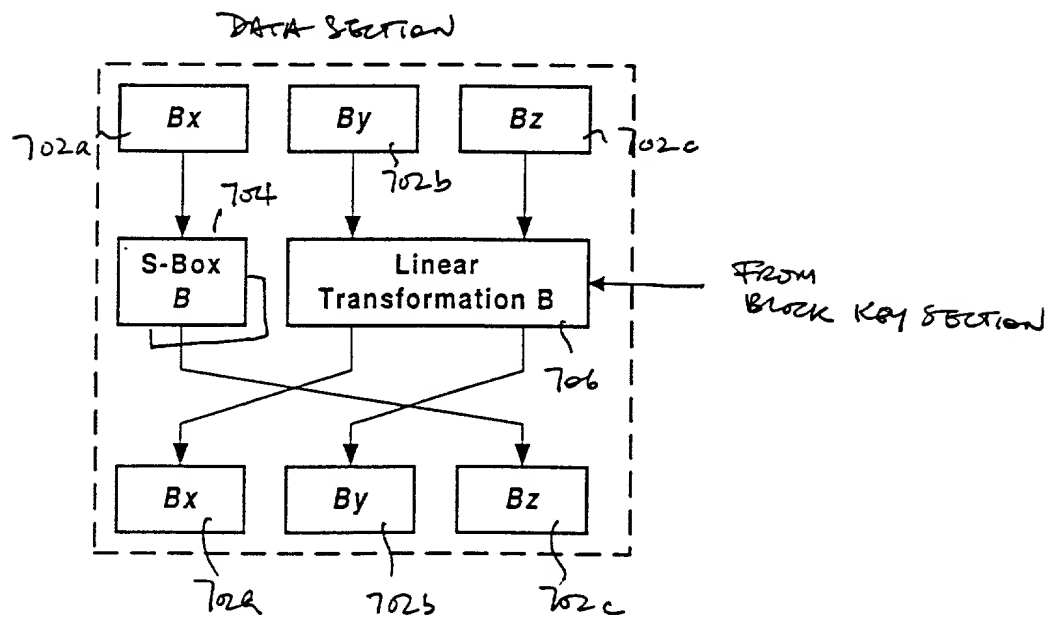 DATA SECTION
Bx
By
Bz
702a
702b
702c
704
S-Box
B
Linear
Transformation B
FROM
BLOCK KEY SECTION
706
Bx
By
Bz
702a
702b
702c